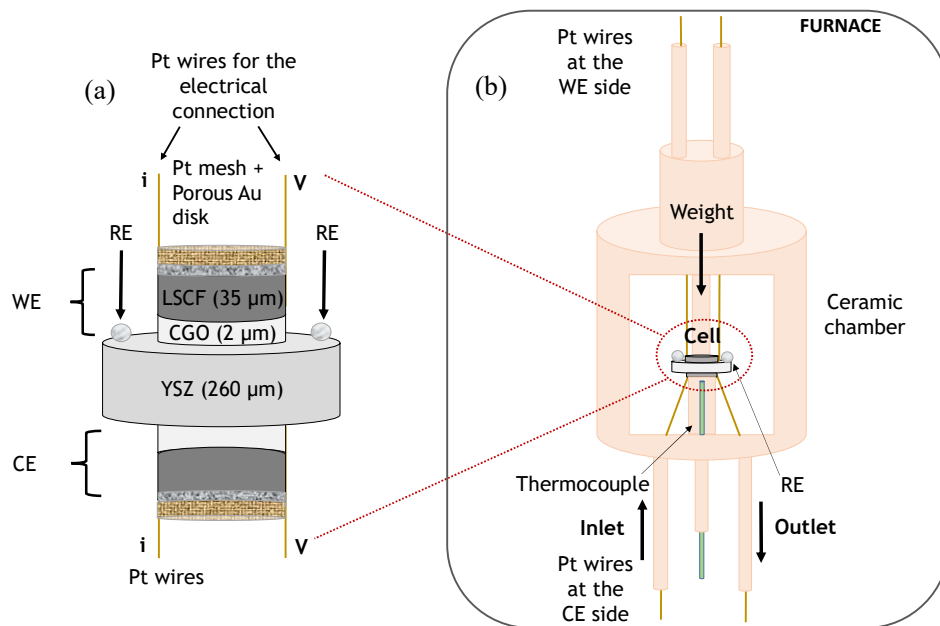 (a)
Pt wires for the
electrical
connection
i
Pt mesh +
Porous Au
disk
V
RE
RE
WE
LSCF (35 µm)
CGO (2 µm)
YSZ (260 µm)
CE
i
V
Pt wires
FURNACE
(b)
Pt wires
at the
WE side
Weight
Ceramic
chamber
Cell
Thermocouple
RE
Inlet
Outlet
Pt wires
at the
CE side